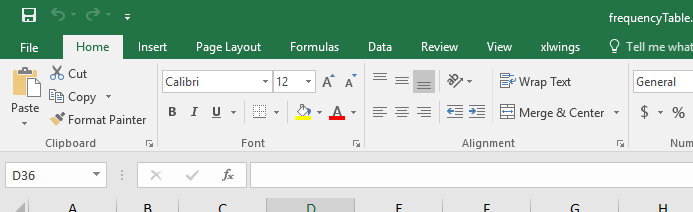 frequencyTable.
File Home Insert Page Layout Formulas Data Review View xlwings Tell me what
Paste
Cut
Copy
Format Painter
Clipboard
Calibri 12 A A
B I U A
Font
Wrap Text
Merge & Center
Alignment
General
$ %
Num
D36 fx
A B C D E F G H